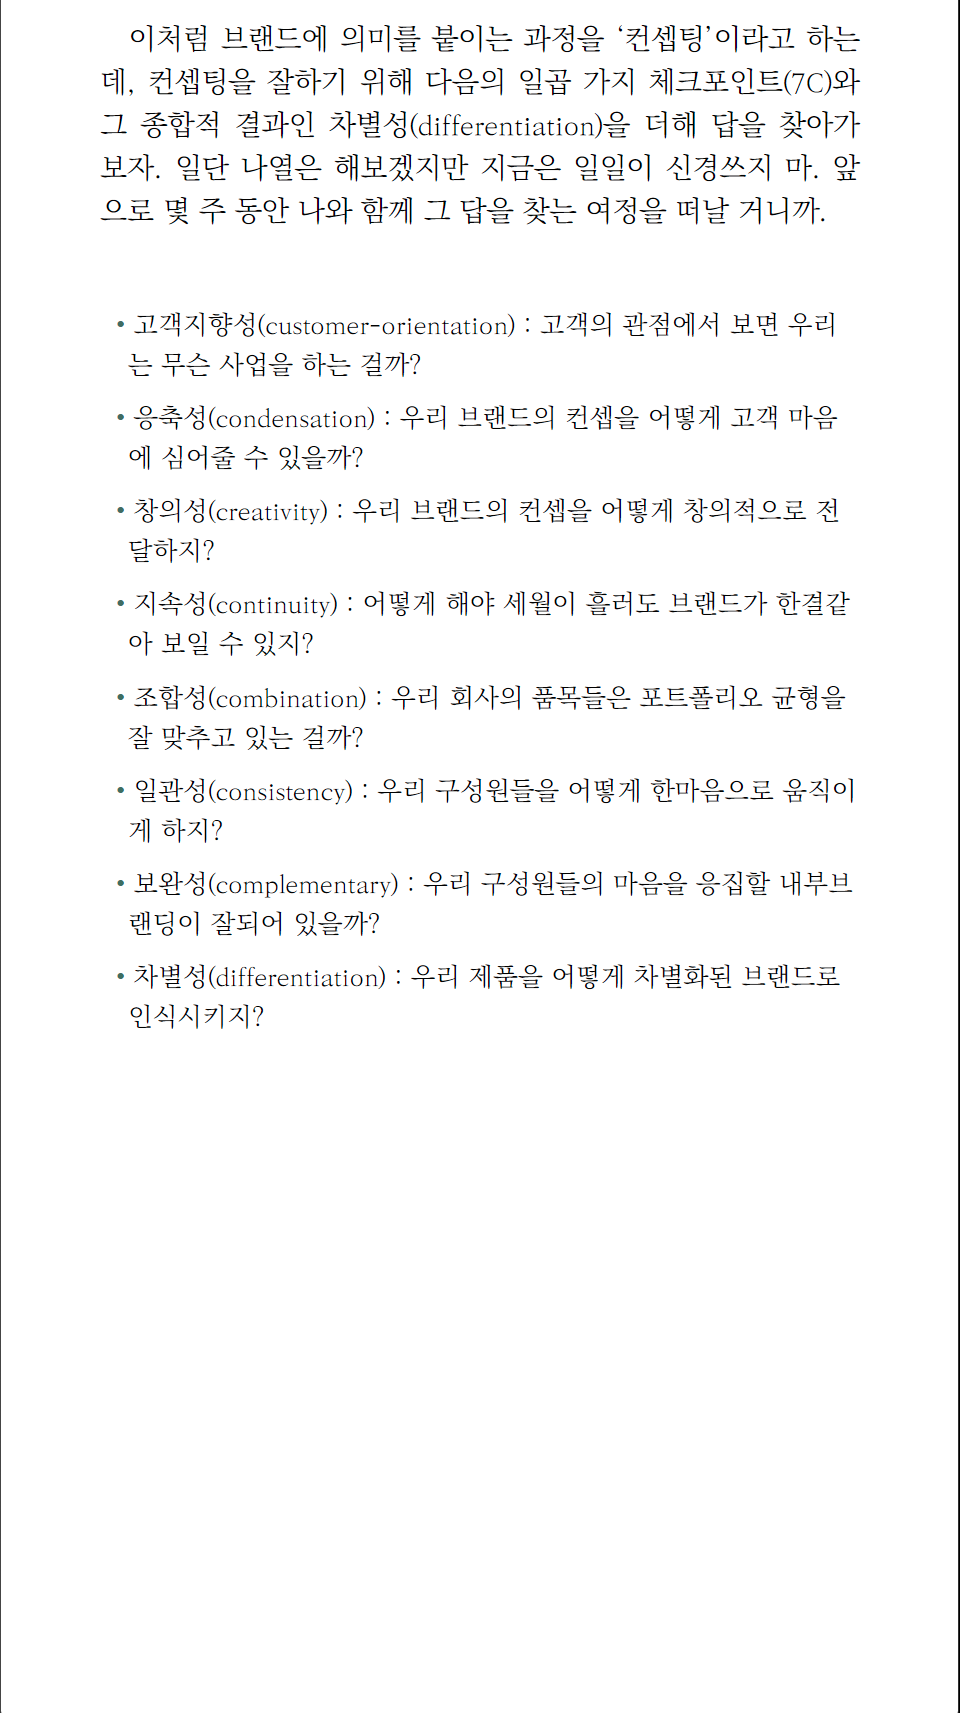 이처럼 브랜드에 의미를 붙이는 과정을 ‘컨셉팅’이라고 하는
데, 컨셉팅을 잘하기 위해 다음의 일곱 가지 체크포인트(7C)와
그 종합적 결과인 차별성(differentiation)을 더해 답을 찾아가
보자. 일단 나열은 해보겠지만 지금은 일일이 신경쓰지 마. 앞
으로 몇 주 동안 나와 함께 그 답을 찾는 여정을 떠날 거니까.
• 고객지향성(customer-orientation) : 고객의 관점에서 보면 우리
는 무슨 사업을 하는 걸까?
• 응축성(condensation) : 우리 브랜드의 컨셉을 어떻게 고객 마음
에 심어줄 수 있을까?
• 창의성(creativity) : 우리 브랜드의 컨셉을 어떻게 창의적으로 전
달하지?
• 지속성(continuity) : 어떻게 해야 세월이 흘러도 브랜드가 한결같
아 보일 수 있지?
• 조합성(combination) : 우리 회사의 품목들은 포트폴리오 균형을
잘 맞추고 있는 걸까?
• 일관성(consistency) : 우리 구성원들을 어떻게 한마음으로 움직이
게 하지?
• 보완성(complementary) : 우리 구성원들의 마음을 응집할 내부브
랜딩이 잘되어 있을까?
• 차별성(differentiation) : 우리 제품을 어떻게 차별화된 브랜드로
인식시키지?